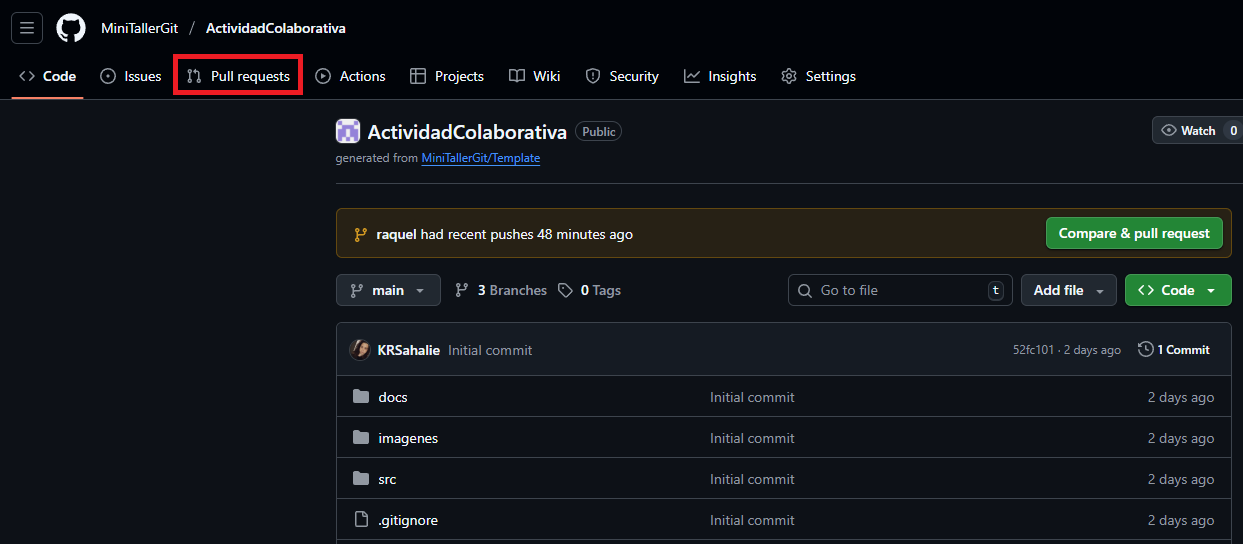 MiniTallerGit / ActividadColaborativa
Code Issues Pull requests Actions Projects Wiki Security Insights Settings
ActividadColaborativa Public
Watch 0
generated from MiniTallerGit/Template
raquel had recent pushes 48 minutes ago
Compare & pull request
main 3 Branches 0 Tags Go to file t Add file Code
KRSahalie Initial commit 52fc101 · 2 days ago 1 Commit
docs Initial commit 2 days ago
imagenes Initial commit 2 days ago
src Initial commit 2 days ago
.gitignore Initial commit 2 days ago